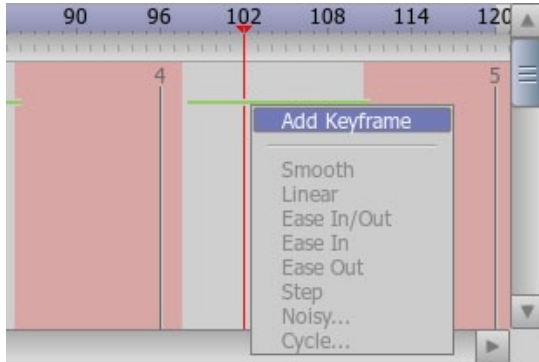 90 96 102 108 114 120
4 5
Add Keyframe
Smooth
Linear
Ease In/Out
Ease In
Ease Out
Step
Noisy...
Cycle...